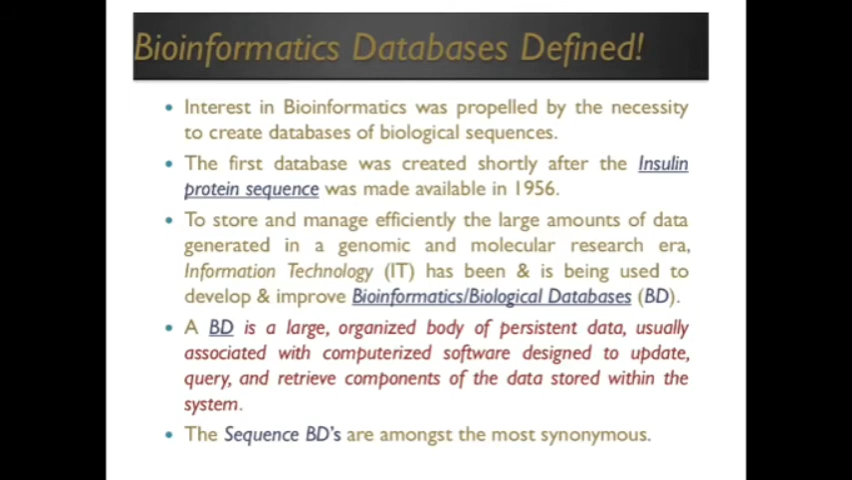 Bioinformatics Databases Defined!
• Interest in Bioinformatics was propelled by the necessity
to create databases of biological sequences.
• The first database was created shortly after the Insulin
protein sequence was made available in 1956.
• To store and manage efficiently the large amounts of data
generated in a genomic and molecular research era,
Information Technology (IT) has been & is being used to
develop & improve Bioinformatics/Biological Databases (BD).
• A BD is a large, organized body of persistent data, usually
associated with computerized software designed to update,
query, and retrieve components of the data stored within the
system.
• The Sequence BD's are amongst the most synonymous.